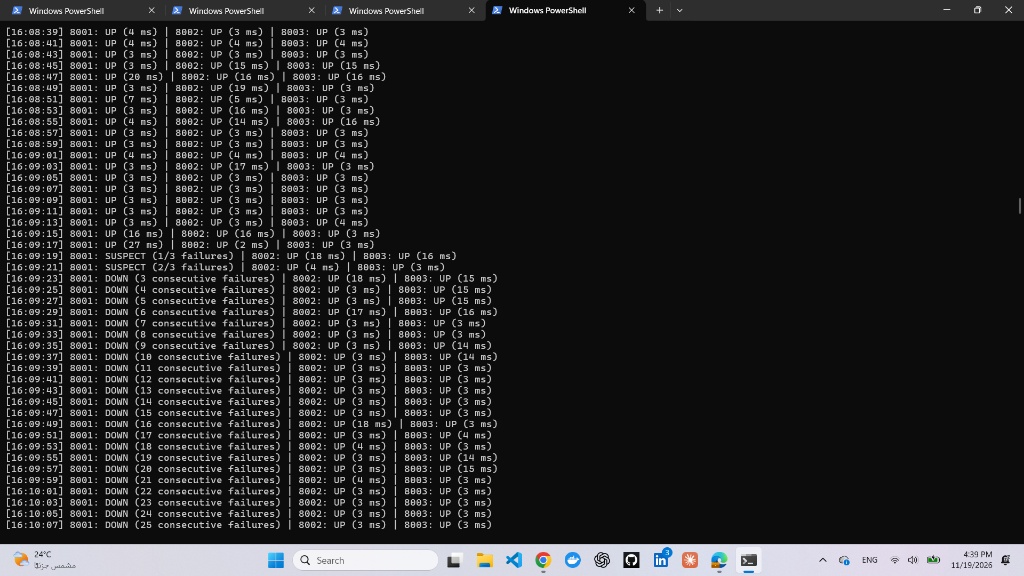 Windows PowerShell
Windows PowerShell
Windows PowerShell
Windows PowerShell
[16:08:39] 8001: UP (4 ms) | 8002: UP (3 ms) | 8003: UP (3 ms)
[16:08:41] 8001: UP (4 ms) | 8002: UP (4 ms) | 8003: UP (4 ms)
[16:08:43] 8001: UP (3 ms) | 8002: UP (3 ms) | 8003: UP (3 ms)
[16:08:45] 8001: UP (3 ms) | 8002: UP (15 ms) | 8003: UP (15 ms)
[16:08:47] 8001: UP (20 ms) | 8002: UP (16 ms) | 8003: UP (16 ms)
[16:08:49] 8001: UP (3 ms) | 8002: UP (19 ms) | 8003: UP (3 ms)
[16:08:51] 8001: UP (7 ms) | 8002: UP (5 ms) | 8003: UP (3 ms)
[16:08:53] 8001: UP (3 ms) | 8002: UP (16 ms) | 8003: UP (3 ms)
[16:08:55] 8001: UP (4 ms) | 8002: UP (14 ms) | 8003: UP (16 ms)
[16:08:57] 8001: UP (3 ms) | 8002: UP (3 ms) | 8003: UP (3 ms)
[16:08:59] 8001: UP (3 ms) | 8002: UP (3 ms) | 8003: UP (3 ms)
[16:09:01] 8001: UP (4 ms) | 8002: UP (4 ms) | 8003: UP (4 ms)
[16:09:03] 8001: UP (3 ms) | 8002: UP (17 ms) | 8003: UP (3 ms)
[16:09:05] 8001: UP (3 ms) | 8002: UP (3 ms) | 8003: UP (3 ms)
[16:09:07] 8001: UP (3 ms) | 8002: UP (3 ms) | 8003: UP (3 ms)
[16:09:09] 8001: UP (3 ms) | 8002: UP (3 ms) | 8003: UP (3 ms)
[16:09:11] 8001: UP (3 ms) | 8002: UP (3 ms) | 8003: UP (3 ms)
[16:09:13] 8001: UP (3 ms) | 8002: UP (3 ms) | 8003: UP (4 ms)
[16:09:15] 8001: UP (16 ms) | 8002: UP (16 ms) | 8003: UP (3 ms)
[16:09:17] 8001: UP (27 ms) | 8002: UP (2 ms) | 8003: UP (3 ms)
[16:09:19] 8001: SUSPECT (1/3 failures) | 8002: UP (18 ms) | 8003: UP (16 ms)
[16:09:21] 8001: SUSPECT (2/3 failures) | 8002: UP (4 ms) | 8003: UP (3 ms)
[16:09:23] 8001: DOWN (3 consecutive failures) | 8002: UP (18 ms) | 8003: UP (15 ms)
[16:09:25] 8001: DOWN (4 consecutive failures) | 8002: UP (3 ms) | 8003: UP (15 ms)
[16:09:27] 8001: DOWN (5 consecutive failures) | 8002: UP (3 ms) | 8003: UP (15 ms)
[16:09:29] 8001: DOWN (6 consecutive failures) | 8002: UP (17 ms) | 8003: UP (16 ms)
[16:09:31] 8001: DOWN (7 consecutive failures) | 8002: UP (3 ms) | 8003: UP (3 ms)
[16:09:33] 8001: DOWN (8 consecutive failures) | 8002: UP (3 ms) | 8003: UP (3 ms)
[16:09:35] 8001: DOWN (9 consecutive failures) | 8002: UP (3 ms) | 8003: UP (14 ms)
[16:09:37] 8001: DOWN (10 consecutive failures) | 8002: UP (3 ms) | 8003: UP (14 ms)
[16:09:39] 8001: DOWN (11 consecutive failures) | 8002: UP (3 ms) | 8003: UP (3 ms)
[16:09:41] 8001: DOWN (12 consecutive failures) | 8002: UP (3 ms) | 8003: UP (3 ms)
[16:09:43] 8001: DOWN (13 consecutive failures) | 8002: UP (3 ms) | 8003: UP (3 ms)
[16:09:45] 8001: DOWN (14 consecutive failures) | 8002: UP (3 ms) | 8003: UP (3 ms)
[16:09:47] 8001: DOWN (15 consecutive failures) | 8002: UP (3 ms) | 8003: UP (3 ms)
[16:09:49] 8001: DOWN (16 consecutive failures) | 8002: UP (18 ms) | 8003: UP (3 ms)
[16:09:51] 8001: DOWN (17 consecutive failures) | 8002: UP (3 ms) | 8003: UP (4 ms)
[16:09:53] 8001: DOWN (18 consecutive failures) | 8002: UP (4 ms) | 8003: UP (3 ms)
[16:09:55] 8001: DOWN (19 consecutive failures) | 8002: UP (3 ms) | 8003: UP (14 ms)
[16:09:57] 8001: DOWN (20 consecutive failures) | 8002: UP (3 ms) | 8003: UP (15 ms)
[16:09:59] 8001: DOWN (21 consecutive failures) | 8002: UP (4 ms) | 8003: UP (3 ms)
[16:10:01] 8001: DOWN (22 consecutive failures) | 8002: UP (3 ms) | 8003: UP (3 ms)
[16:10:03] 8001: DOWN (23 consecutive failures) | 8002: UP (3 ms) | 8003: UP (3 ms)
[16:10:05] 8001: DOWN (24 consecutive failures) | 8002: UP (3 ms) | 8003: UP (3 ms)
[16:10:07] 8001: DOWN (25 consecutive failures) | 8002: UP (3 ms) | 8003: UP (3 ms)
24°C
مشمس جزئيًا
Search
3
ENG
4:39 PM
11/19/2026